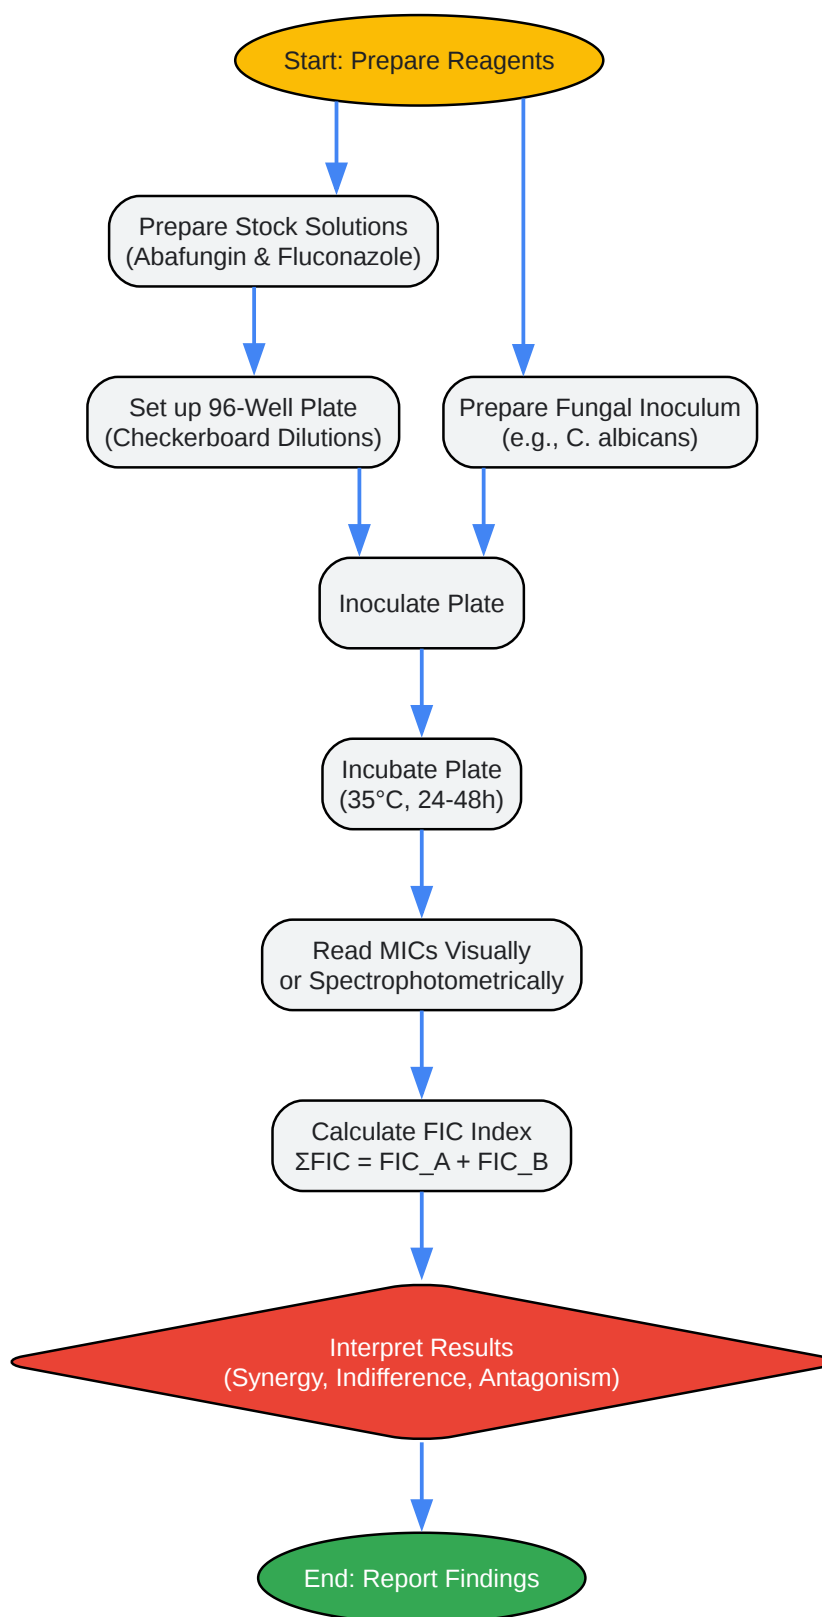 Start: Prepare Reagents
Prepare Stock Solutions
(Abafungin & Fluconazole)
Set up 96-Well Plate
(Checkerboard Dilutions)
Prepare Fungal Inoculum
(e.g., C. albicans)
Inoculate Plate
Incubate Plate
(35°C, 24-48h)
Read MICs Visually
or Spectrophotometrically
Calculate FIC Index
ΣFIC = FIC_A + FIC_B
Interpret Results
(Synergy, Indifference, Antagonism)
End: Report Findings